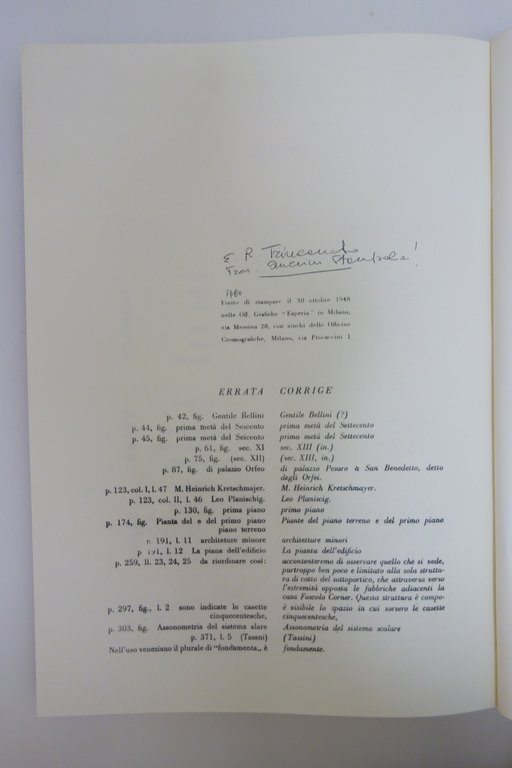 E R Trincanato
1980
Finito di stampare il 30 ottobre 1948
nelle Off. Grafiche "Esperia" in Milano,
via Messina 28, con zinchi delle Officine
Cromografiche, Milano, via Procaccini 1
ERRATA CORRIGE
p. 42, fig. Gentile Bellini Gentile Bellini (?)
p. 44, fig. prima metà del Seicento prima metà del Settecento
p. 45, fig. prima metà del Seicento prima metà del Settecento
p. 61, fig. sec. XI sec. XIII (in.)
p. 75, fig. (sec. XII) (sec. XIII, in.)
p. 87, fig. di palazzo Orfeo di palazzo Pesaro a San Benedetto, detto
degli Orfei.
p. 123, col. I, l. 47 M. Heinrich Kretschmajer. M. Heinrich Kretschmayer.
p. 123, col. II, l. 46 Leo Planischig. Leo Planiscig.
p. 130, fig. prima piano primo piano
p. 174, fig. Pianta del e del primo piano Piante del piano terreno e del primo piano
piano terreno
p. 191, l. 11 architeture minore architetture minori
p. 191, l. 12 La piana dell'edificio La pianta dell'edificio
p. 259, ll. 23, 24, 25 da riordinare così: acconsentiremo di osservare quello che si vede,
purtroppo ben poco e limitato alla sola struttu-
ra di cotto del sottoportico, che attraversa verso
l'estremità opposta le fabbriche adiacenti la
casa Foscolo Corner. Questa struttura è compo-
p. 297, fig., l. 2 sono indicate le casette è visibile lo spazio in cui sorsero le casette
cinquecentesche, cinquecentesche,
p. 303, fig. Assonometria del sistema alare Assonometria del sistema scalare
p. 371, l. 5 (Tassni) (Tassini)
Nell'uso veneziano il plurale di "fondamenta,, è fondamente.